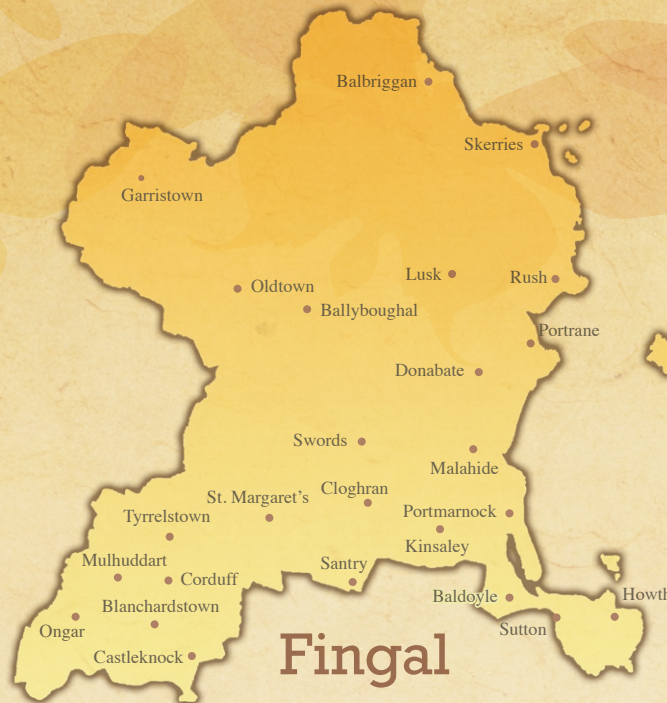 Balbriggan
Skerries
Garristown
Lusk
Rush
Oldtown
Ballyboughal
Portrane
Donabate
Swords
Malahide
Cloghran
St. Margaret's
Portmarnock
Tyrrelstown
Kinsaley
Mulhuddart
Santry
Corduff
Blanchardstown
Baldoyle
Howth
Ongar
Sutton
Castleknock
Fingal